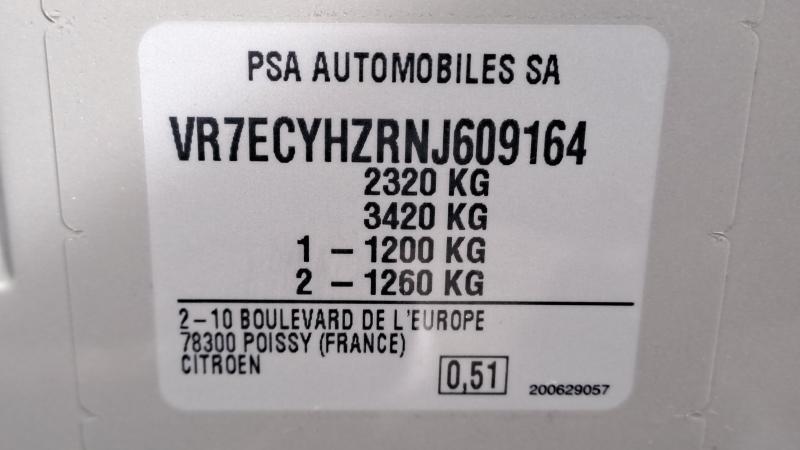 PSA AUTOMOBILES SA
VR7ECYHZRNJ609164
2320 KG
3420 KG
1 – 1200 KG
2 – 1260 KG
2–10 BOULEVARD DE L'EUROPE
78300 POISSY (FRANCE)
CITROEN
0,51
200629057